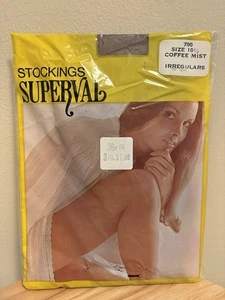 STOCKINGS
SUPERVAL
700
SIZE 10½
COFFEE MIST
IRREGULARS